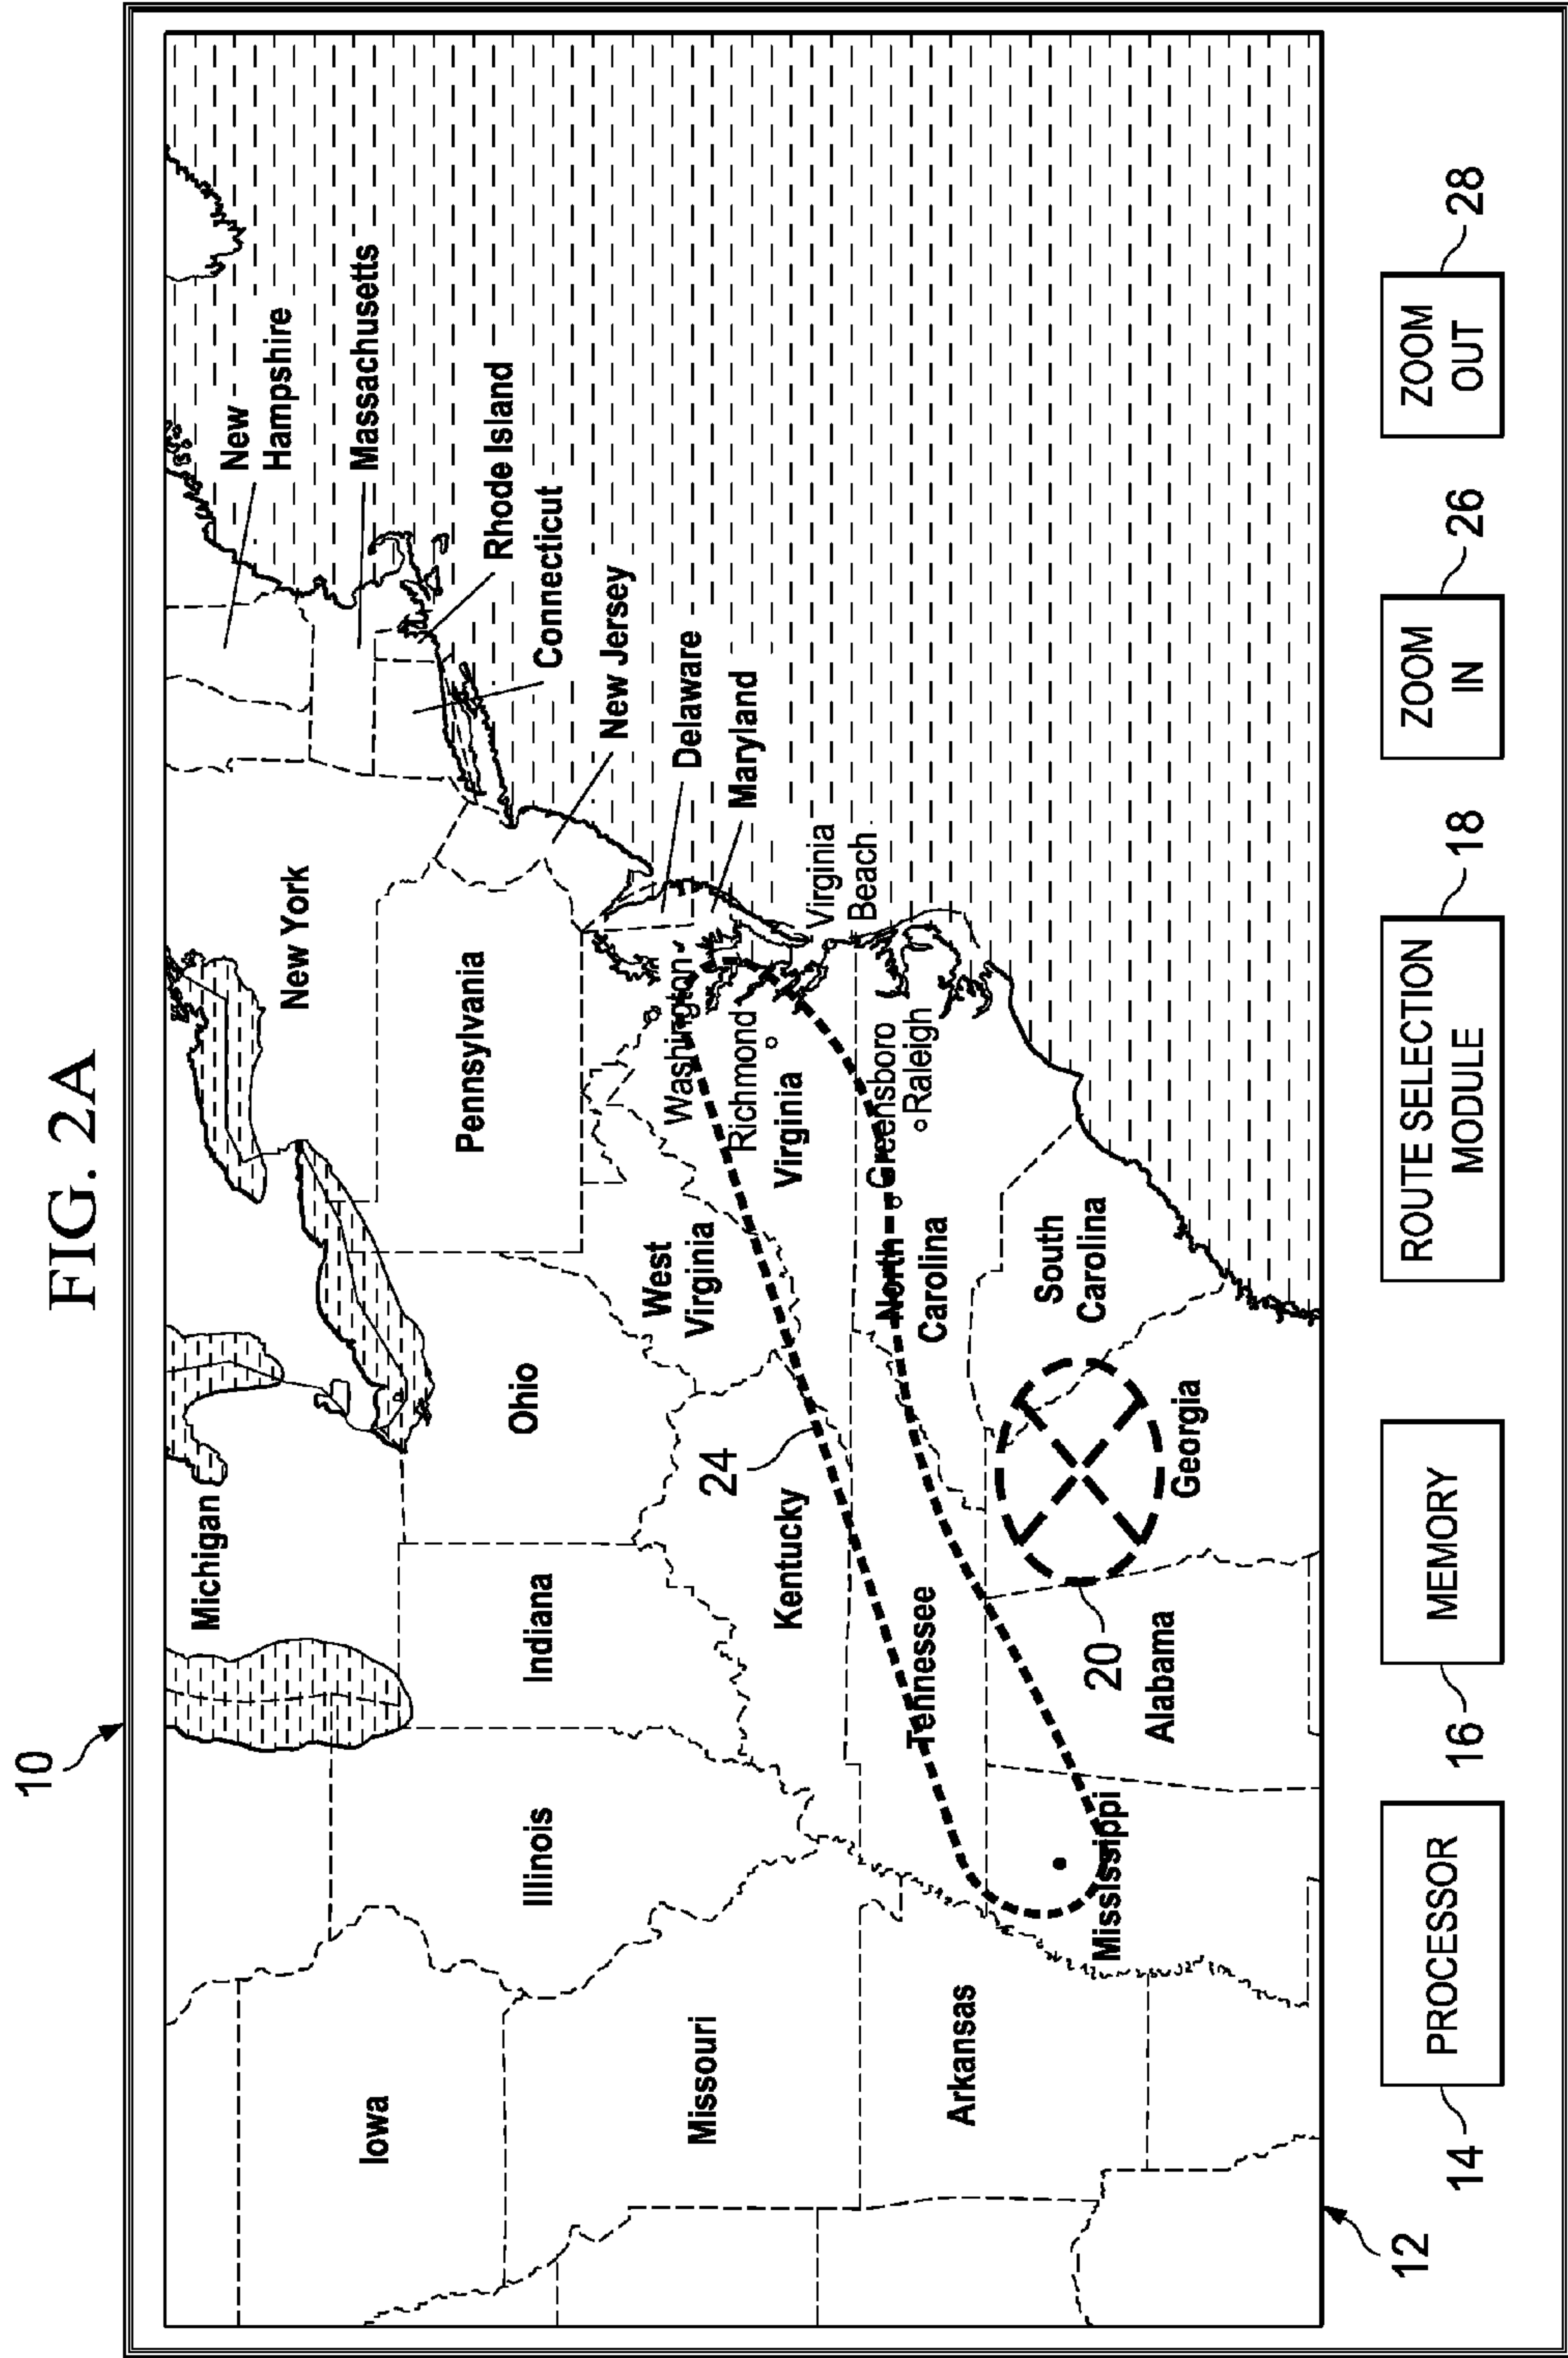 FIG. 2A
10
Michigan
New York
New
Hampshire
Massachusetts
Iowa
Illinois
Indiana
Ohio
Pennsylvania
Rhode Island
Connecticut
New Jersey
Delaware
Maryland
Missouri
Kentucky
24
West
Virginia
Washington
Richmond
Virginia
Virginia
Beach
Arkansas
Tennessee
North
Carolina
Greensboro
Raleigh
Mississippi
Alabama
20
Georgia
South
Carolina
12
14
PROCESSOR
16
MEMORY
ROUTE SELECTION
MODULE
18
ZOOM
IN
26
ZOOM
OUT
28